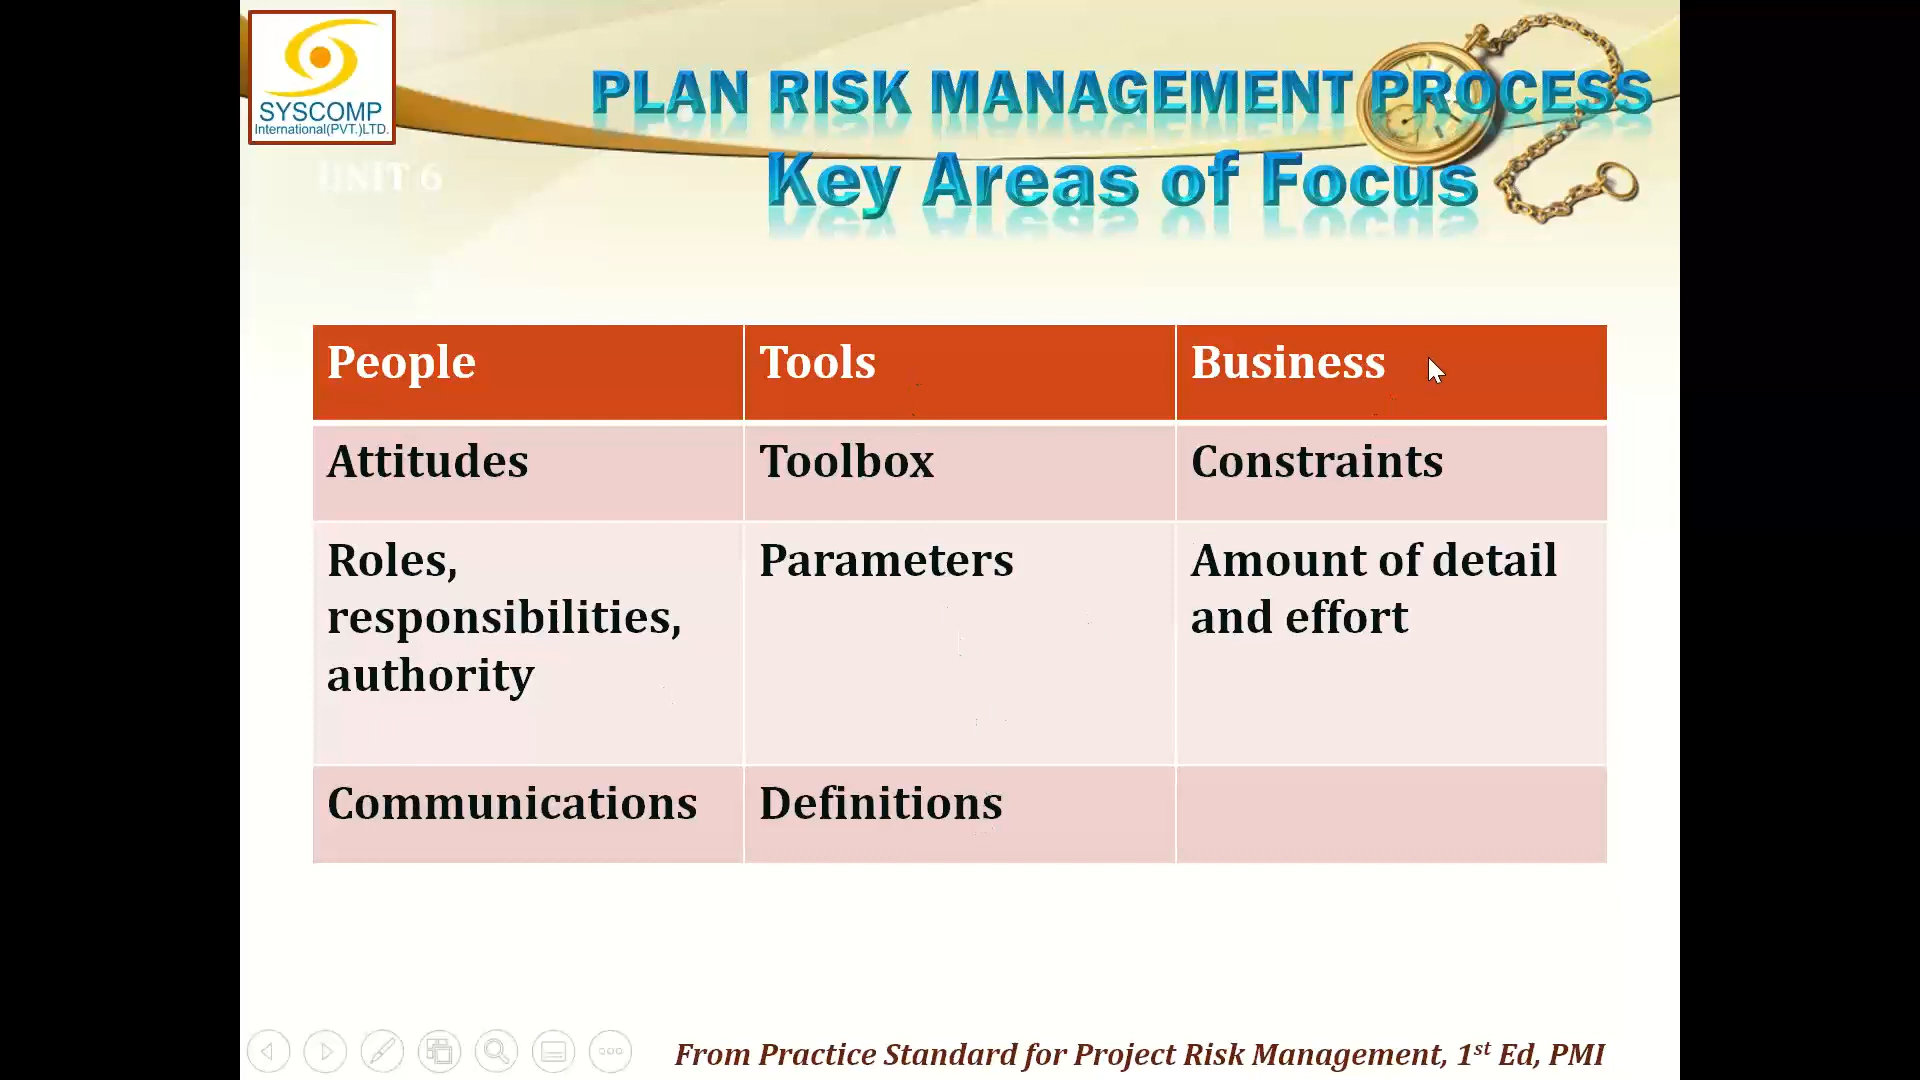 SYSCOMP
International(PVT.)LTD.
UNIT 6
PLAN RISK MANAGEMENT PROCESS
Key Areas of Focus
People Tools Business
Attitudes Toolbox Constraints
Roles, responsibilities, authority Parameters Amount of detail and effort
Communications Definitions
From Practice Standard for Project Risk Management, 1st Ed, PMI